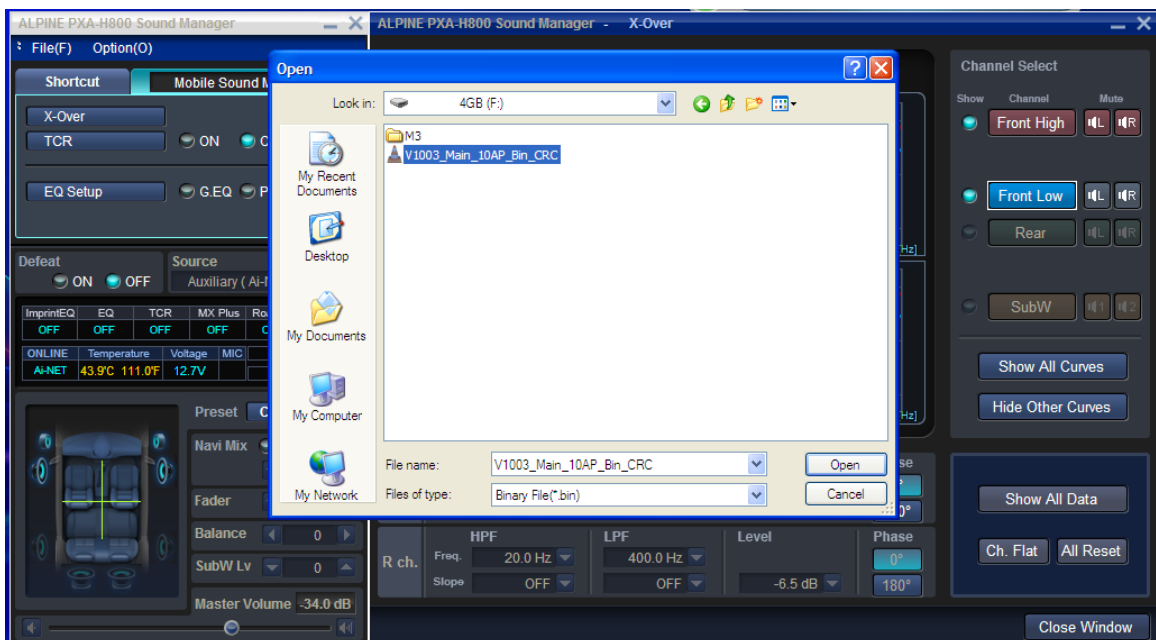 ALPINE PXA-H800 Sound Manager
File(F) Option(O)
Shortcut
Mobile Sound M
X-Over
TCR ON O
EQ Setup G.EQ P
Defeat
ON OFF
Source
Auxiliary ( Ai-N
ImprintEQ EQ TCR MX Plus Ro
OFF OFF OFF OFF
ONLINE Temperature Voltage MIC
Ai-NET 43.9°C 111.0°F 12.7V
Preset
Navi Mix
Fader
Balance 0
SubW Lv 0
Master Volume -34.0 dB
ALPINE PXA-H800 Sound Manager - X-Over
Open
Look in: 4GB (F:)
M3
V1003_Main_10AP_Bin_CRC
My Recent
Documents
Desktop
My Documents
My Computer
My Network
File name: V1003_Main_10AP_Bin_CRC Open
Files of type: Binary File(*.bin) Cancel
Hz]
Hz]
se
R ch.
HPF LPF Level Phase
Freq. 20.0 Hz 400.0 Hz 0°
Slope OFF OFF -6.5 dB 180°
Channel Select
Show Channel Mute
Front High L R
Front Low L R
Rear L R
SubW 1 2
Show All Curves
Hide Other Curves
Show All Data
Ch. Flat All Reset
Close Window